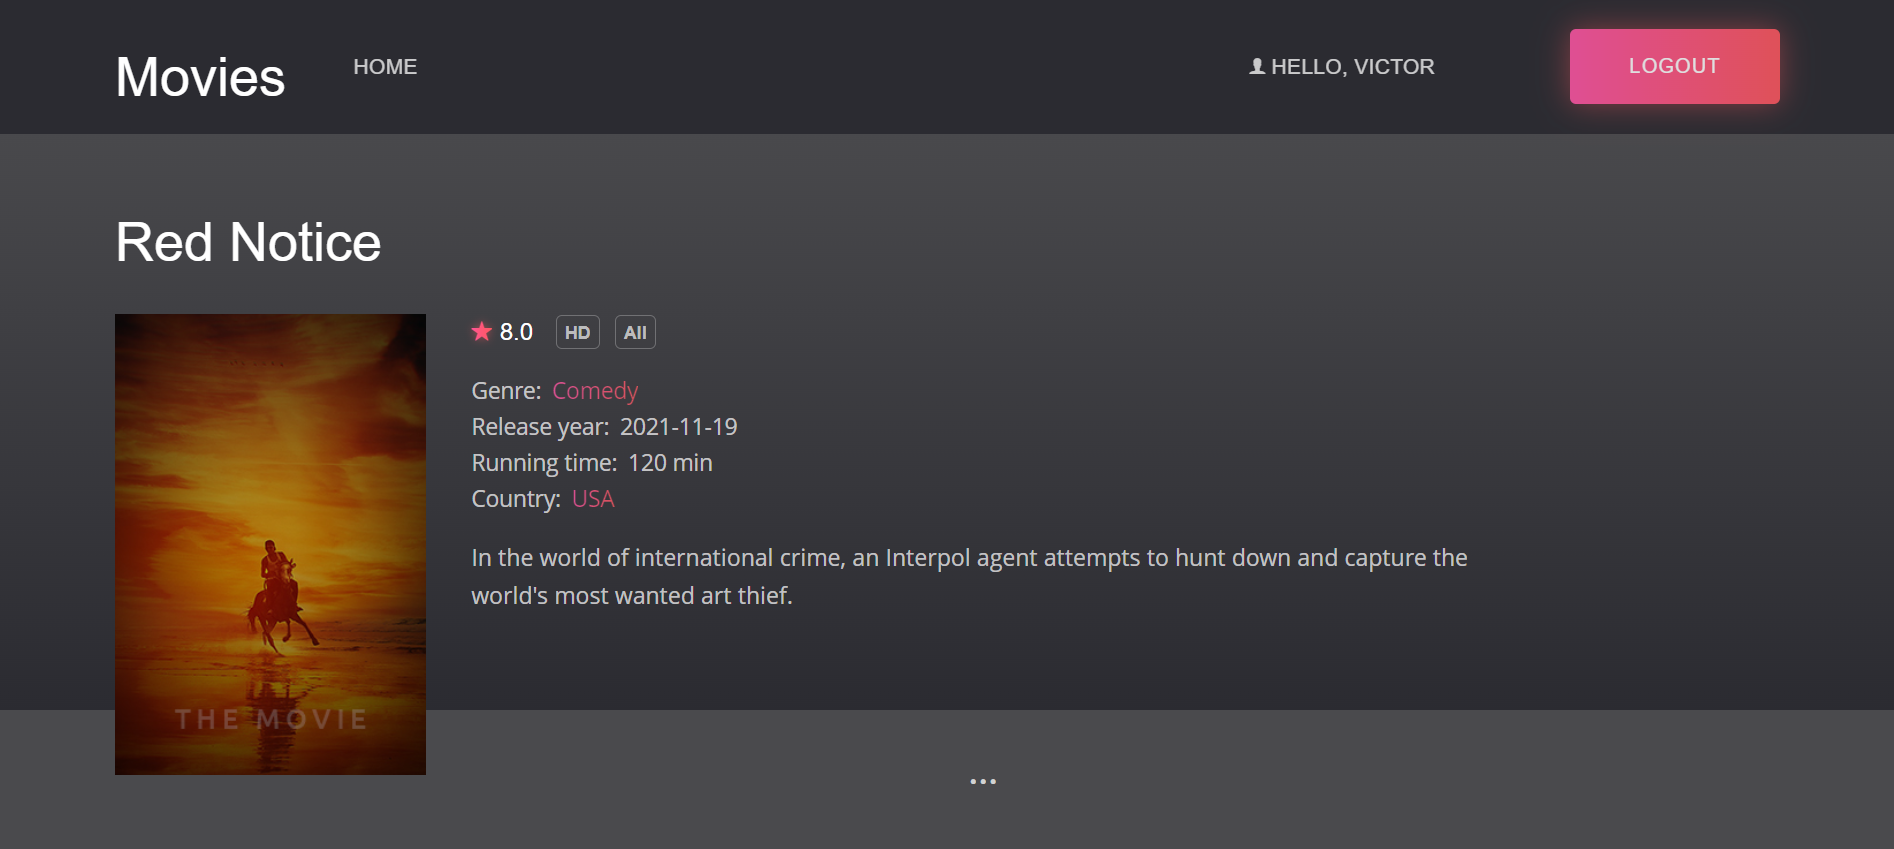 Movies
HOME
HELLO, VICTOR
LOGOUT
Red Notice
8.0
HD
All
Genre: Comedy
Release year: 2021-11-19
Running time: 120 min
Country: USA
In the world of international crime, an Interpol agent attempts to hunt down and capture the
world's most wanted art thief.
THE MOVIE
...